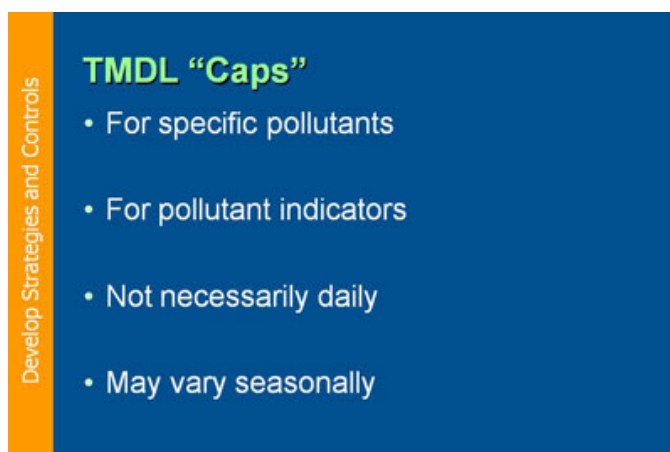 Develop Strategies and Controls
TMDL “Caps”
• For specific pollutants
• For pollutant indicators
• Not necessarily daily
• May vary seasonally